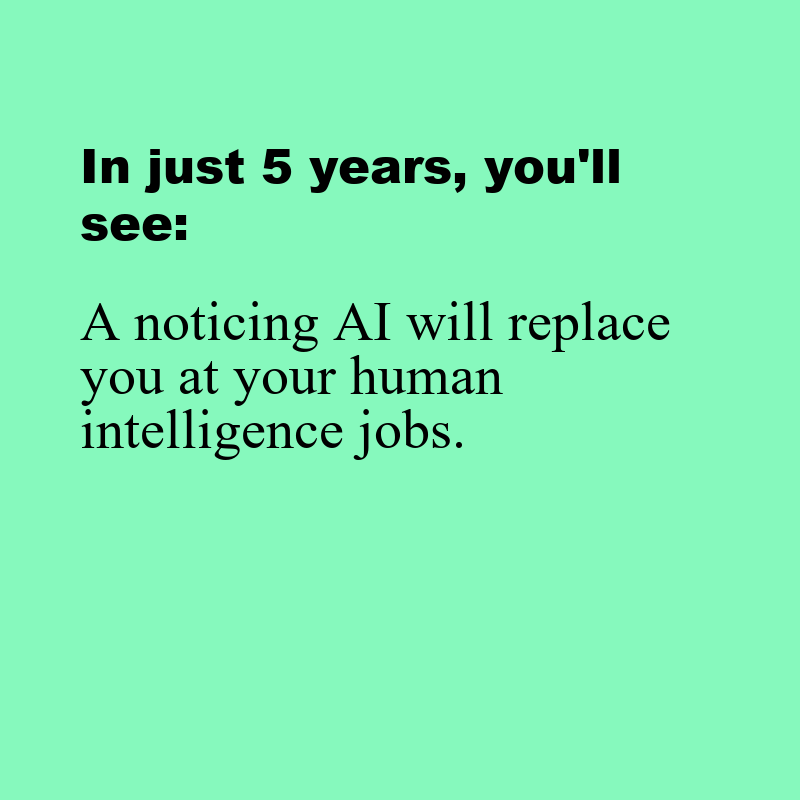 In just 5 years, you'll
see:
A noticing AI will replace
you at your human
intelligence jobs.